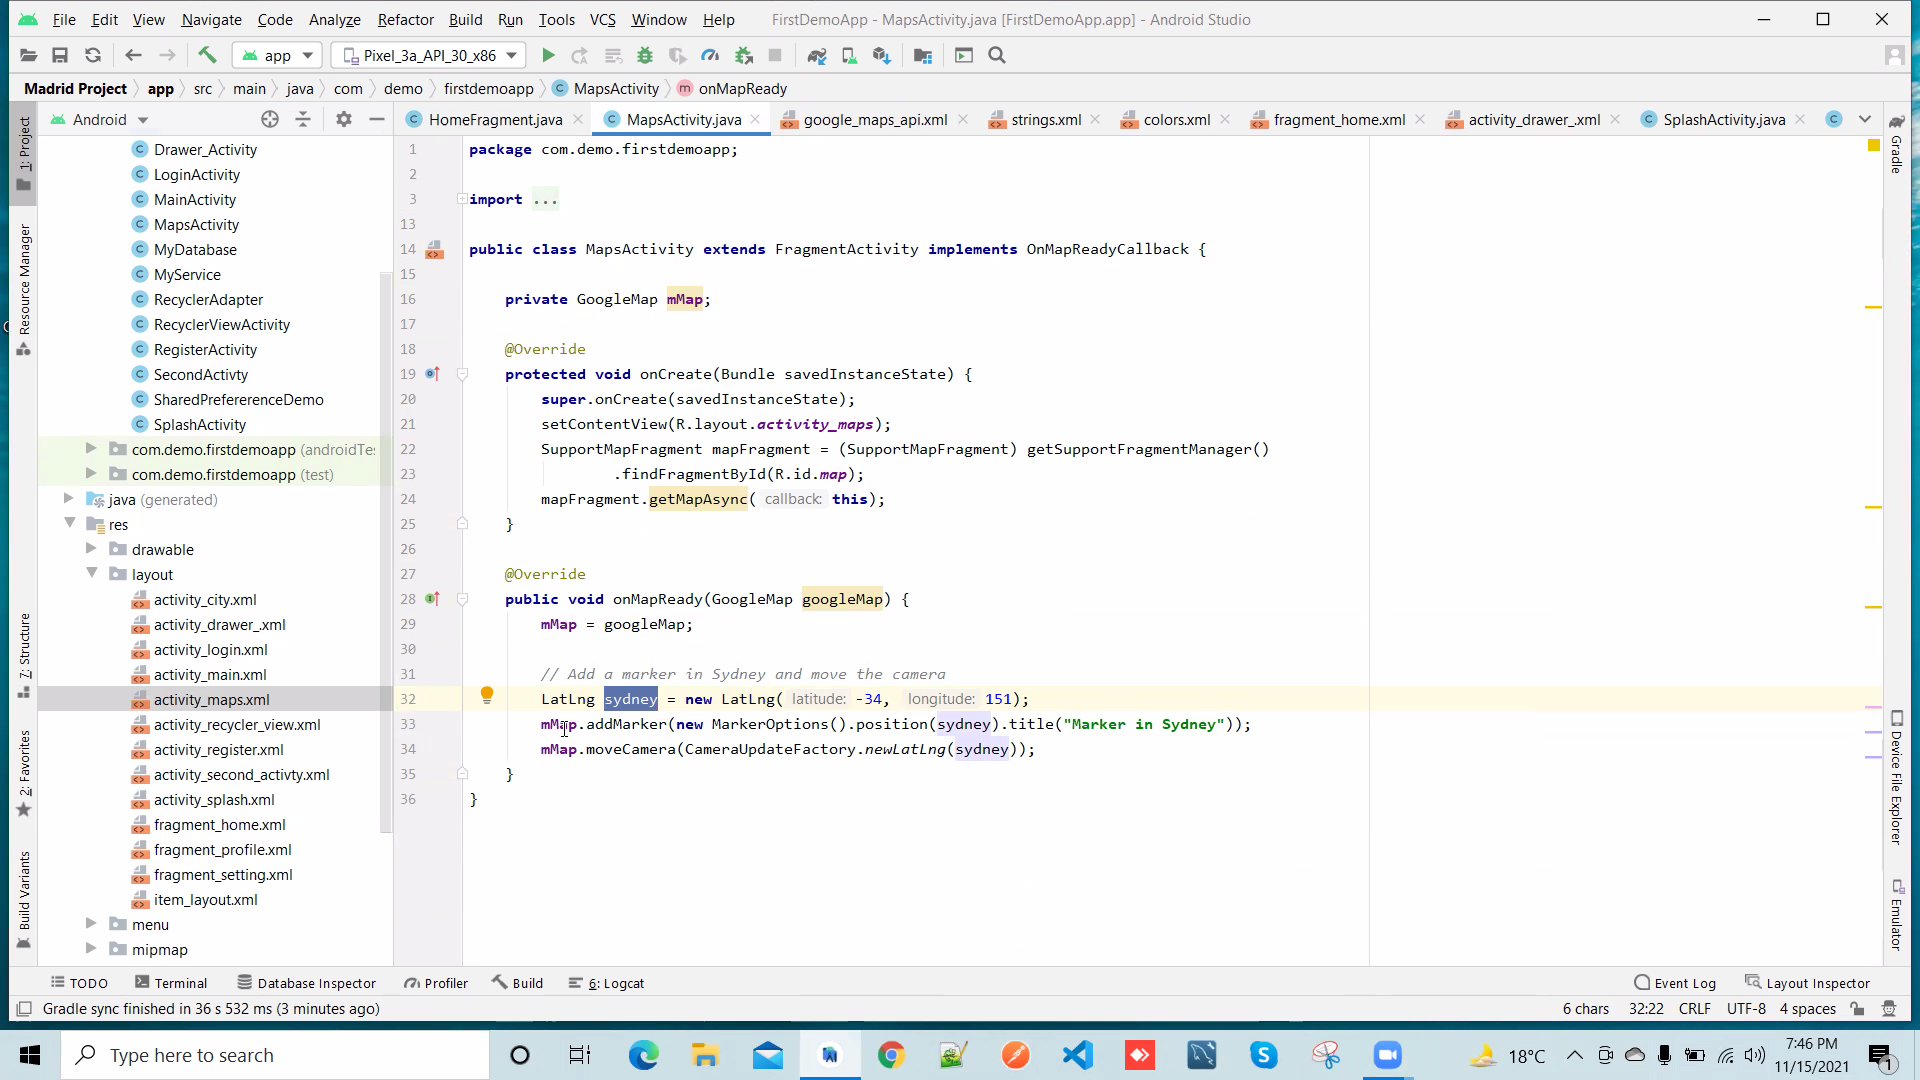 File Edit View Navigate Code Analyze Refactor Build Run Tools VCS Window Help FirstDemoApp - MapsActivity.java [FirstDemoApp.app] - Android Studio
app Pixel_3a_API_30_x86
Madrid Project app src main java com demo firstdemoapp MapsActivity onMapReady
Android HomeFragment.java MapsActivity.java google_maps_api.xml strings.xml colors.xml fragment_home.xml activity_drawer_.xml SplashActivity.java
1: Project
Resource Manager
7: Structure
2: Favorites
Build Variants
Drawer_Activity
LoginActivity
MainActivity
MapsActivity
MyDatabase
MyService
RecyclerAdapter
RecyclerViewActivity
RegisterActivity
SecondActivty
SharedPrefererenceDemo
SplashActivity
com.demo.firstdemoapp (androidTes
com.demo.firstdemoapp (test)
java (generated)
res
drawable
layout
activity_city.xml
activity_drawer_.xml
activity_login.xml
activity_main.xml
activity_maps.xml
activity_recycler_view.xml
activity_register.xml
activity_second_activty.xml
activity_splash.xml
fragment_home.xml
fragment_profile.xml
fragment_setting.xml
item_layout.xml
menu
mipmap
1 package com.demo.firstdemoapp;
2
3 import ...
13
14 public class MapsActivity extends FragmentActivity implements OnMapReadyCallback {
15
16 private GoogleMap mMap;
17
18 @Override
19 protected void onCreate(Bundle savedInstanceState) {
20 super.onCreate(savedInstanceState);
21 setContentView(R.layout.activity_maps);
22 SupportMapFragment mapFragment = (SupportMapFragment) getSupportFragmentManager()
23 .findFragmentById(R.id.map);
24 mapFragment.getMapAsync( callback: this);
25 }
26
27 @Override
28 public void onMapReady(GoogleMap googleMap) {
29 mMap = googleMap;
30
31 // Add a marker in Sydney and move the camera
32 LatLng sydney = new LatLng( latitude: -34, longitude: 151);
33 mMap.addMarker(new MarkerOptions().position(sydney).title("Marker in Sydney"));
34 mMap.moveCamera(CameraUpdateFactory.newLatLng(sydney));
35 }
36 }
Gradle
Device File Explorer
Emulator
TODO Terminal Database Inspector Profiler Build 6: Logcat Event Log Layout Inspector
Gradle sync finished in 36 s 532 ms (3 minutes ago) 6 chars 32:22 CRLF UTF-8 4 spaces
Type here to search 18°C 7:46 PM
11/15/2021 1